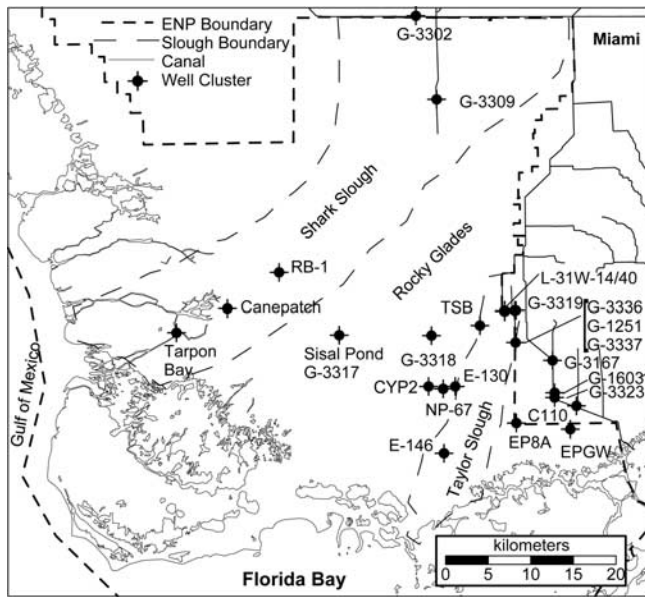 ENP Boundary
Slough Boundary
Canal
Well Cluster
G-3302
Miami
G-3309
Shark Slough
RB-1
Rocky Glades
L-31W-14/40
Canepatch
TSB
G-3319
G-3336
G-1251
G-3337
Tarpon
Bay
Sisal Pond
G-3317
G-3318
G-3167
Gulf of Mexico
CYP2
E-130
NP-67
G-1603
G-3323
C110
E-146
Taylor Slough
EP8A
EPGW
kilometers
0 5 10 15 20
Florida Bay